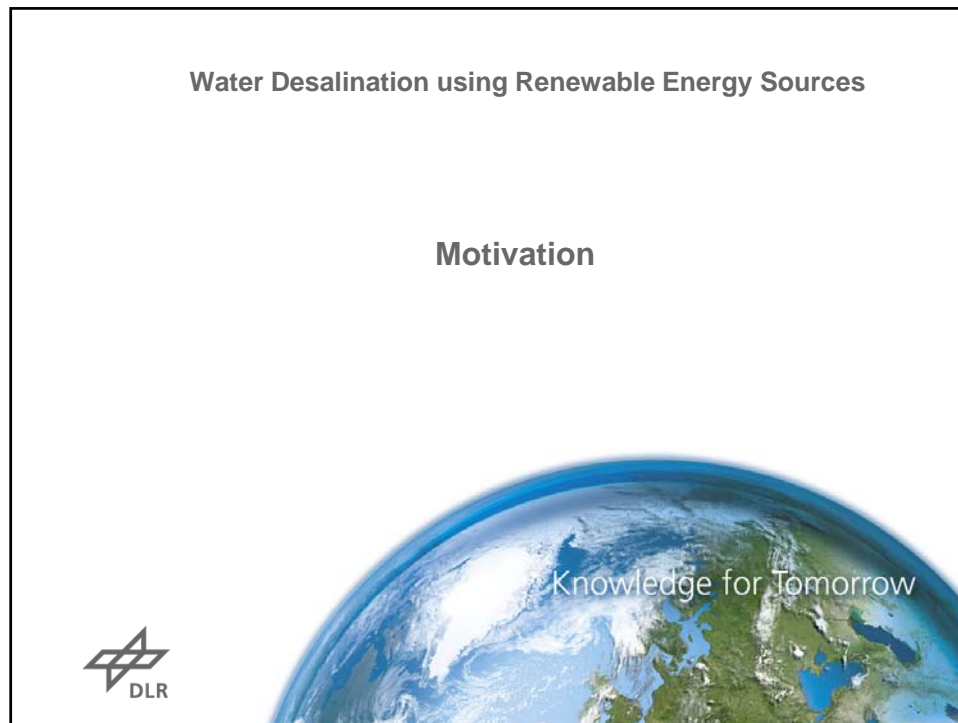 Water Desalination using Renewable Energy Sources
Motivation
Knowledge for Tomorrow
DLR